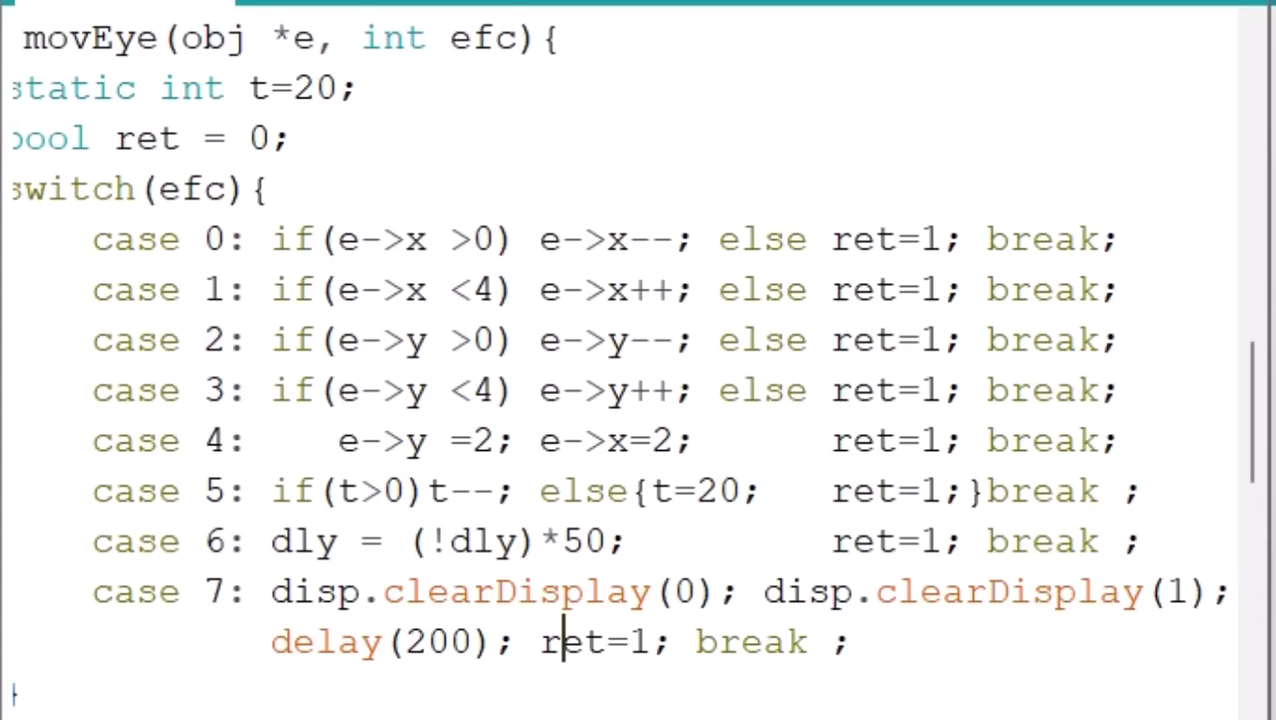 movEye(obj *e, int efc){
static int t=20;
bool ret = 0;
switch(efc){
case 0: if(e->x >0) e->x--; else ret=1; break;
case 1: if(e->x <4) e->x++; else ret=1; break;
case 2: if(e->y >0) e->y--; else ret=1; break;
case 3: if(e->y <4) e->y++; else ret=1; break;
case 4: e->y =2; e->x=2; ret=1; break;
case 5: if(t>0)t--; else{t=20; ret=1;}break ;
case 6: dly = (!dly)*50; ret=1; break ;
case 7: disp.clearDisplay(0); disp.clearDisplay(1);
delay(200); ret=1; break ;
}